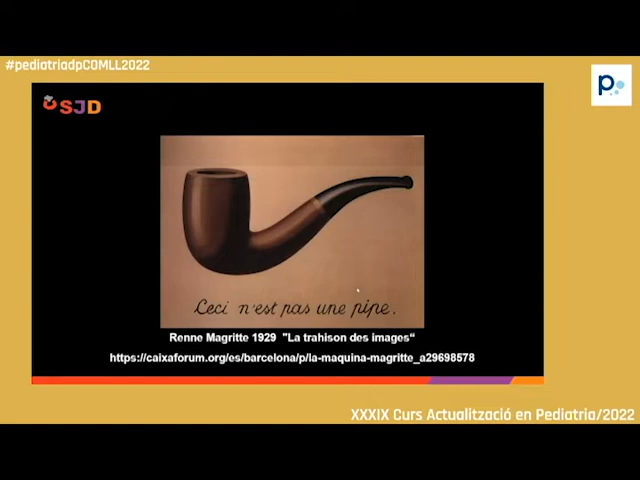 #pediatriadpCOMLL2022
p
SJD
Ceci n'est pas une pipe.
Renne Magritte 1929 "La trahison des images"
https://caixaforum.org/es/barcelona/p/la-maquina-magritte_a29698578
XXXIX Curs Actualització en Pediatria/2022